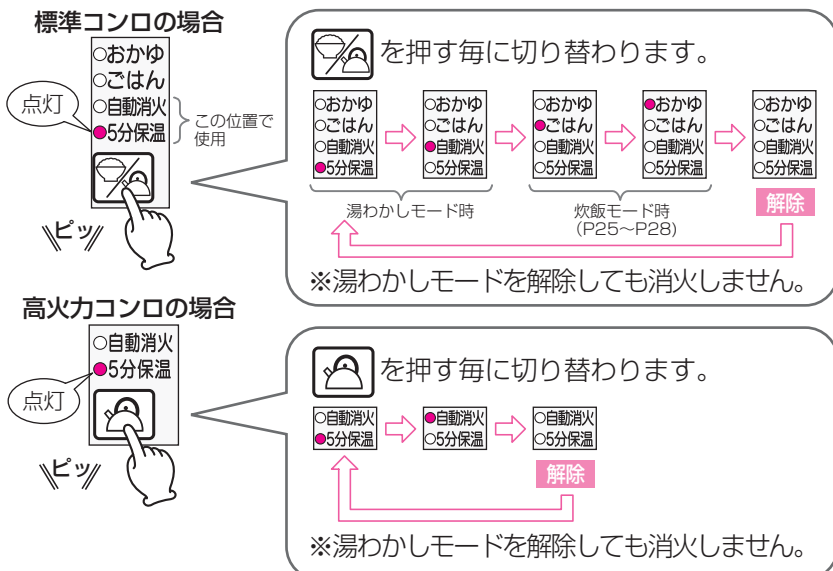 標準コンロの場合
○おかゆ
○ごはん
○自動消火
●5分保温
点灯
この位置で
使用
ピッ
を押す毎に切り替わります。
○おかゆ
○ごはん
○自動消火
●5分保温
○おかゆ
○ごはん
●自動消火
○5分保温
○おかゆ
●ごはん
○自動消火
○5分保温
●おかゆ
○ごはん
○自動消火
○5分保温
○おかゆ
○ごはん
○自動消火
○5分保温
湯わかしモード時
炊飯モード時
(P25～P28)
解除
※湯わかしモードを解除しても消火しません。
高火力コンロの場合
○自動消火
●5分保温
点灯
ピッ
を押す毎に切り替わります。
○自動消火
●5分保温
●自動消火
○5分保温
○自動消火
○5分保温
解除
※湯わかしモードを解除しても消火しません。